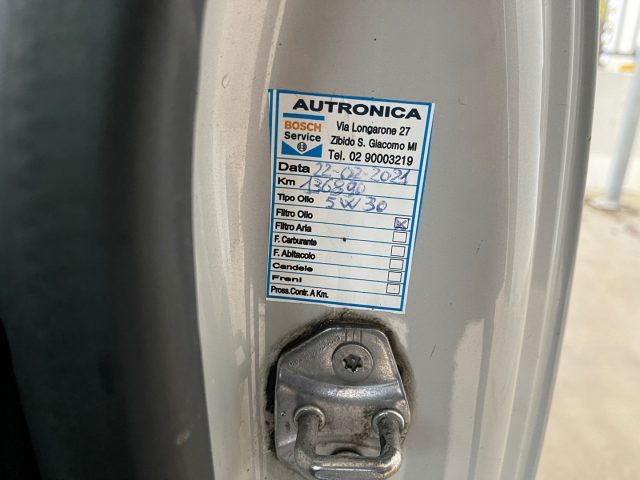 AUTRONICA
BOSCH Service
Via Longarone 27
Zibido S. Giacomo MI
Tel. 02 90003219
Data 22-02-2021
Km 136890
Tipo Olio 5W30
Filtro Olio
Filtro Aria
F. Carburante
F. Abitacolo
Candele
Freni
Pross.Contr. A Km.